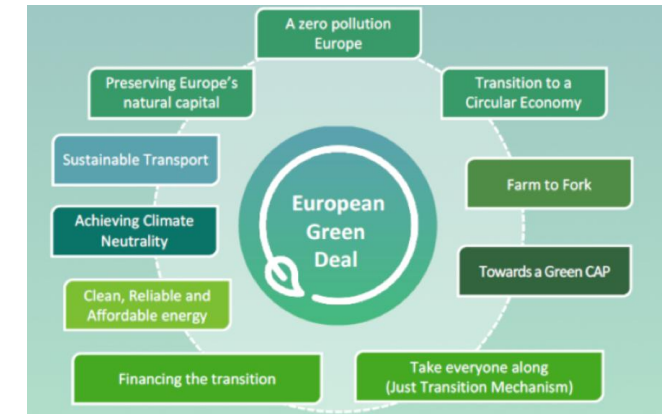 A zero pollution
Europe
Preserving Europe's
natural capital
Transition to a
Circular Economy
Sustainable Transport
Farm to Fork
European
Green
Deal
Achieving Climate
Neutrality
Towards a Green CAP
Clean, Reliable and
Affordable energy
Financing the transition
Take everyone along
(Just Transition Mechanism)